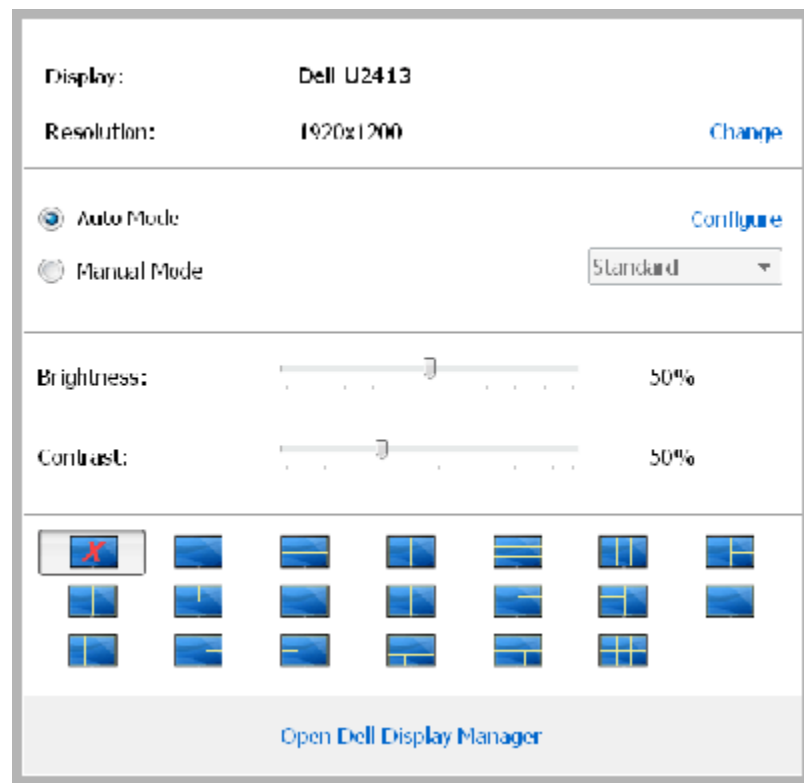 Display: Dell U2413
Resolution: 1920x1200 Change
Auto Mode Configure
Manual Mode Standard
Brightness: 50%
Contrast: 50%
X
Open Dell Display Manager